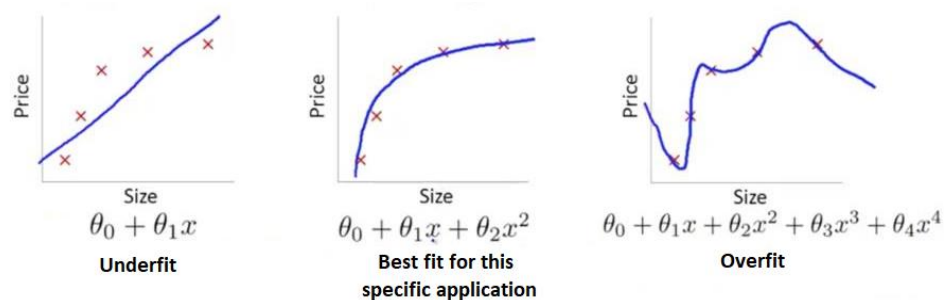 Price
Size
θ₀ + θ₁x
Underfit
Price
Size
θ₀ + θ₁x + θ₂x²
Best fit for this
specific application
Price
Size
θ₀ + θ₁x + θ₂x² + θ₃x³ + θ₄x⁴
Overfit